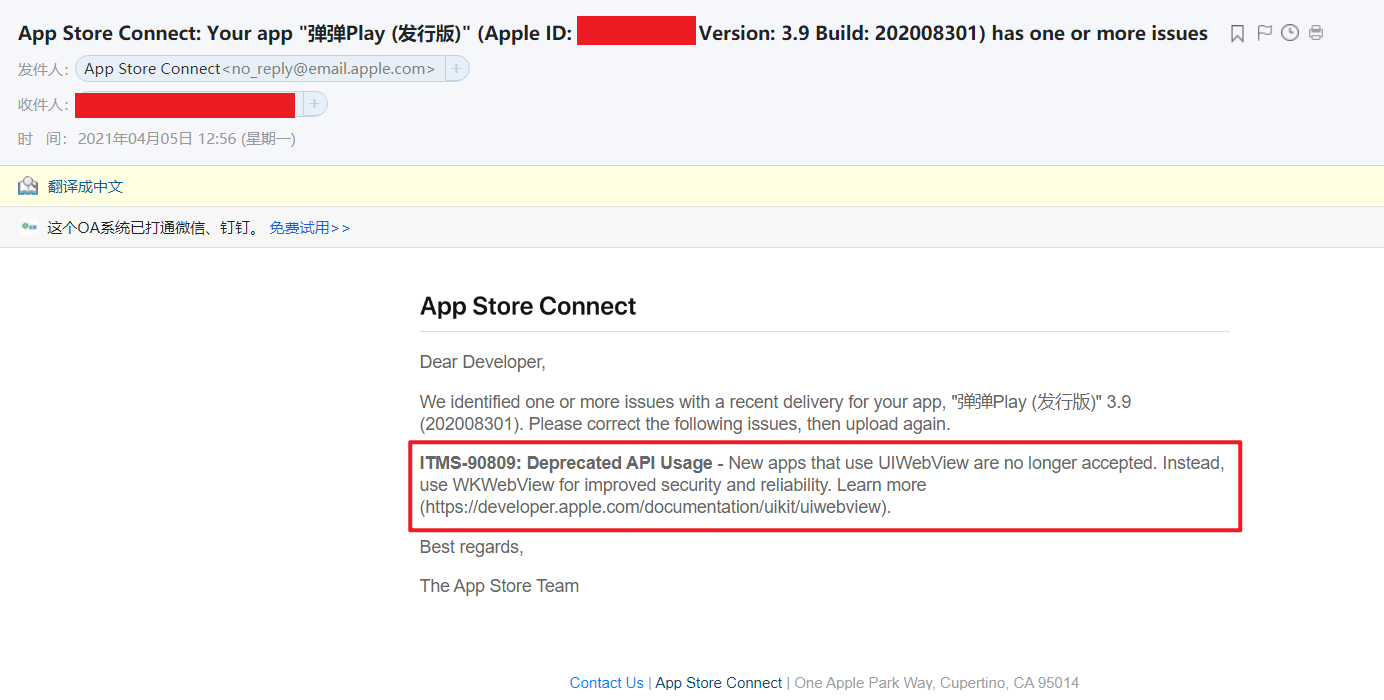 App Store Connect: Your app "弹弹Play (发行版)" (Apple ID: Version: 3.9 Build: 202008301) has one or more issues
发件人： App Store Connect<no_reply@email.apple.com> +
收件人： +
时 间： 2021年04月05日 12:56 (星期一)
翻译成中文
这个OA系统已打通微信、钉钉。 免费试用>>
App Store Connect
Dear Developer,
We identified one or more issues with a recent delivery for your app, "弹弹Play (发行版)" 3.9
(202008301). Please correct the following issues, then upload again.
ITMS-90809: Deprecated API Usage - New apps that use UIWebView are no longer accepted. Instead,
use WKWebView for improved security and reliability. Learn more
(https://developer.apple.com/documentation/uikit/uiwebview).
Best regards,
The App Store Team
Contact Us | App Store Connect | One Apple Park Way, Cupertino, CA 95014